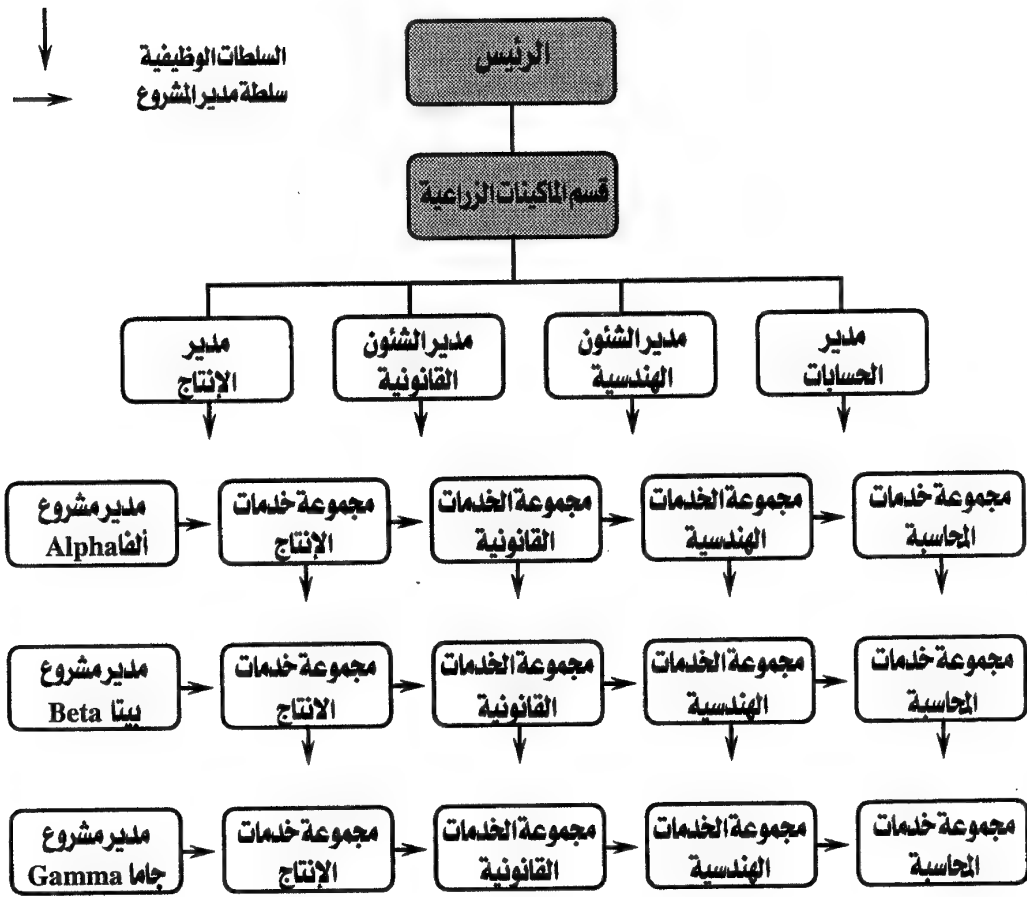 السلطات الوظيفية
سلطة مدير المشروع
الرئيس
قسم الماكينات الزراعية
مدير
الحسابات
مدير الشئون
الهندسية
مدير الشئون
القانونية
مدير
الإنتاج
مدير مشروع
ألفا Alpha
مجموعة خدمات
الإنتاج
مجموعة الخدمات
القانونية
مجموعة الخدمات
الهندسية
مجموعة خدمات
المحاسبة
مدير مشروع
بيتا Beta
مجموعة خدمات
الانتاج
مجموعة الخدمات
القانونية
مجموعة الخدمات
الهندسية
مجموعة خدمات
المحاسبة
مدير مشروع
جاما Gamma
مجموعة خدمات
الإنتاج
مجموعة الخدمات
القانونية
مجموعة الخدمات
الهندسية
مجموعة خدمات
المحاسبة